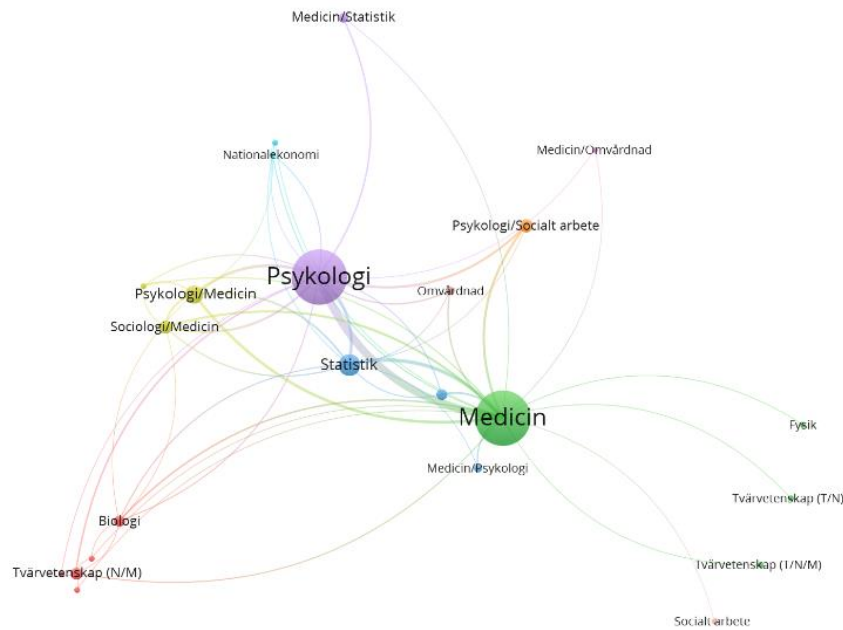 Medicin/Statistik
Nationalekonomi
Medicin/Omvårdnad
Psykologi/Socialt arbete
Psykologi
Omvårdnad
Psykologi/Medicin
Sociologi/Medicin
Statistik
Medicin
Fysik
Medicin/Psykologi
Tvärvetenskap (T/N)
Biologi
Tvärvetenskap (T/N/M)
Tvärvetenskap (N/M)
Socialt arbete